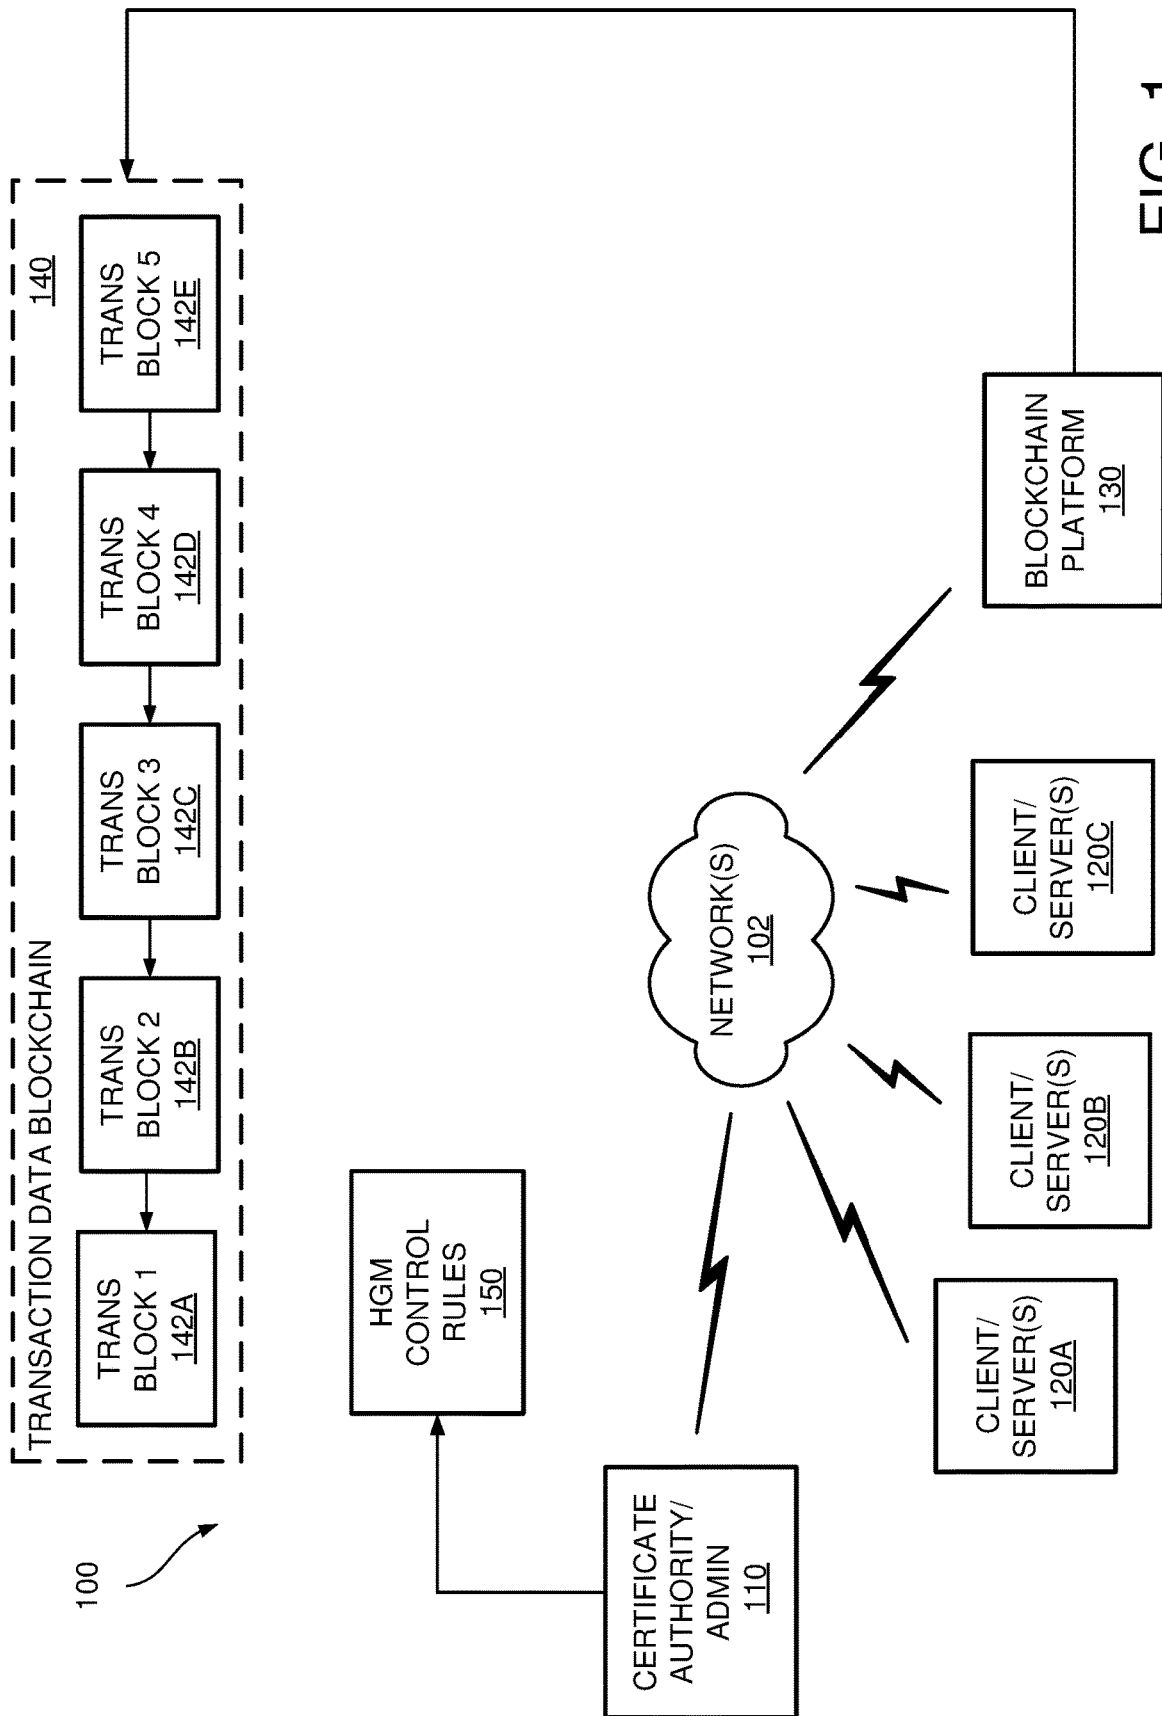 100
TRANSACTION DATA BLOCKCHAIN
140
TRANS
BLOCK 1
142A
TRANS
BLOCK 2
142B
TRANS
BLOCK 3
142C
TRANS
BLOCK 4
142D
TRANS
BLOCK 5
142E
HGM
CONTROL
RULES
150
CERTIFICATE
AUTHORITY/
ADMIN
110
NETWORK(S)
102
CLIENT/
SERVER(S)
120A
CLIENT/
SERVER(S)
120B
CLIENT/
SERVER(S)
120C
BLOCKCHAIN
PLATFORM
130
FIG. 1